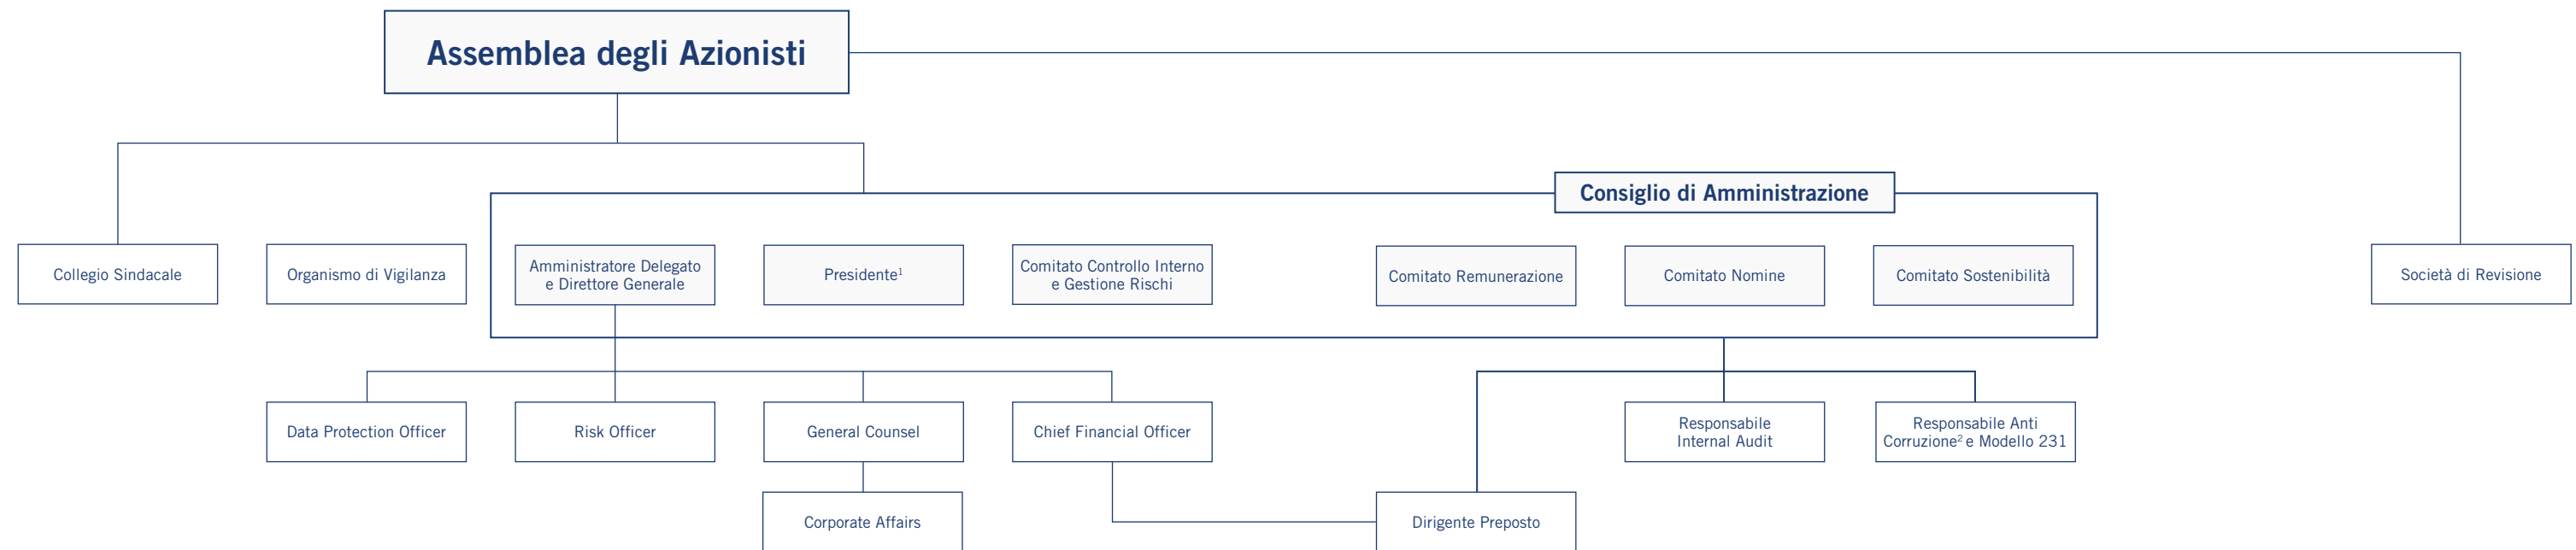 Assemblea degli Azionisti
Consiglio di Amministrazione
Collegio Sindacale
Organismo di Vigilanza
Amministratore Delegato
e Direttore Generale
Presidente¹
Comitato Controllo Interno
e Gestione Rischi
Comitato Remunerazione
Comitato Nomine
Comitato Sostenibilità
Società di Revisione
Data Protection Officer
Risk Officer
General Counsel
Chief Financial Officer
Responsabile
Internal Audit
Responsabile Anti
Corruzione² e Modello 231
Corporate Affairs
Dirigente Preposto